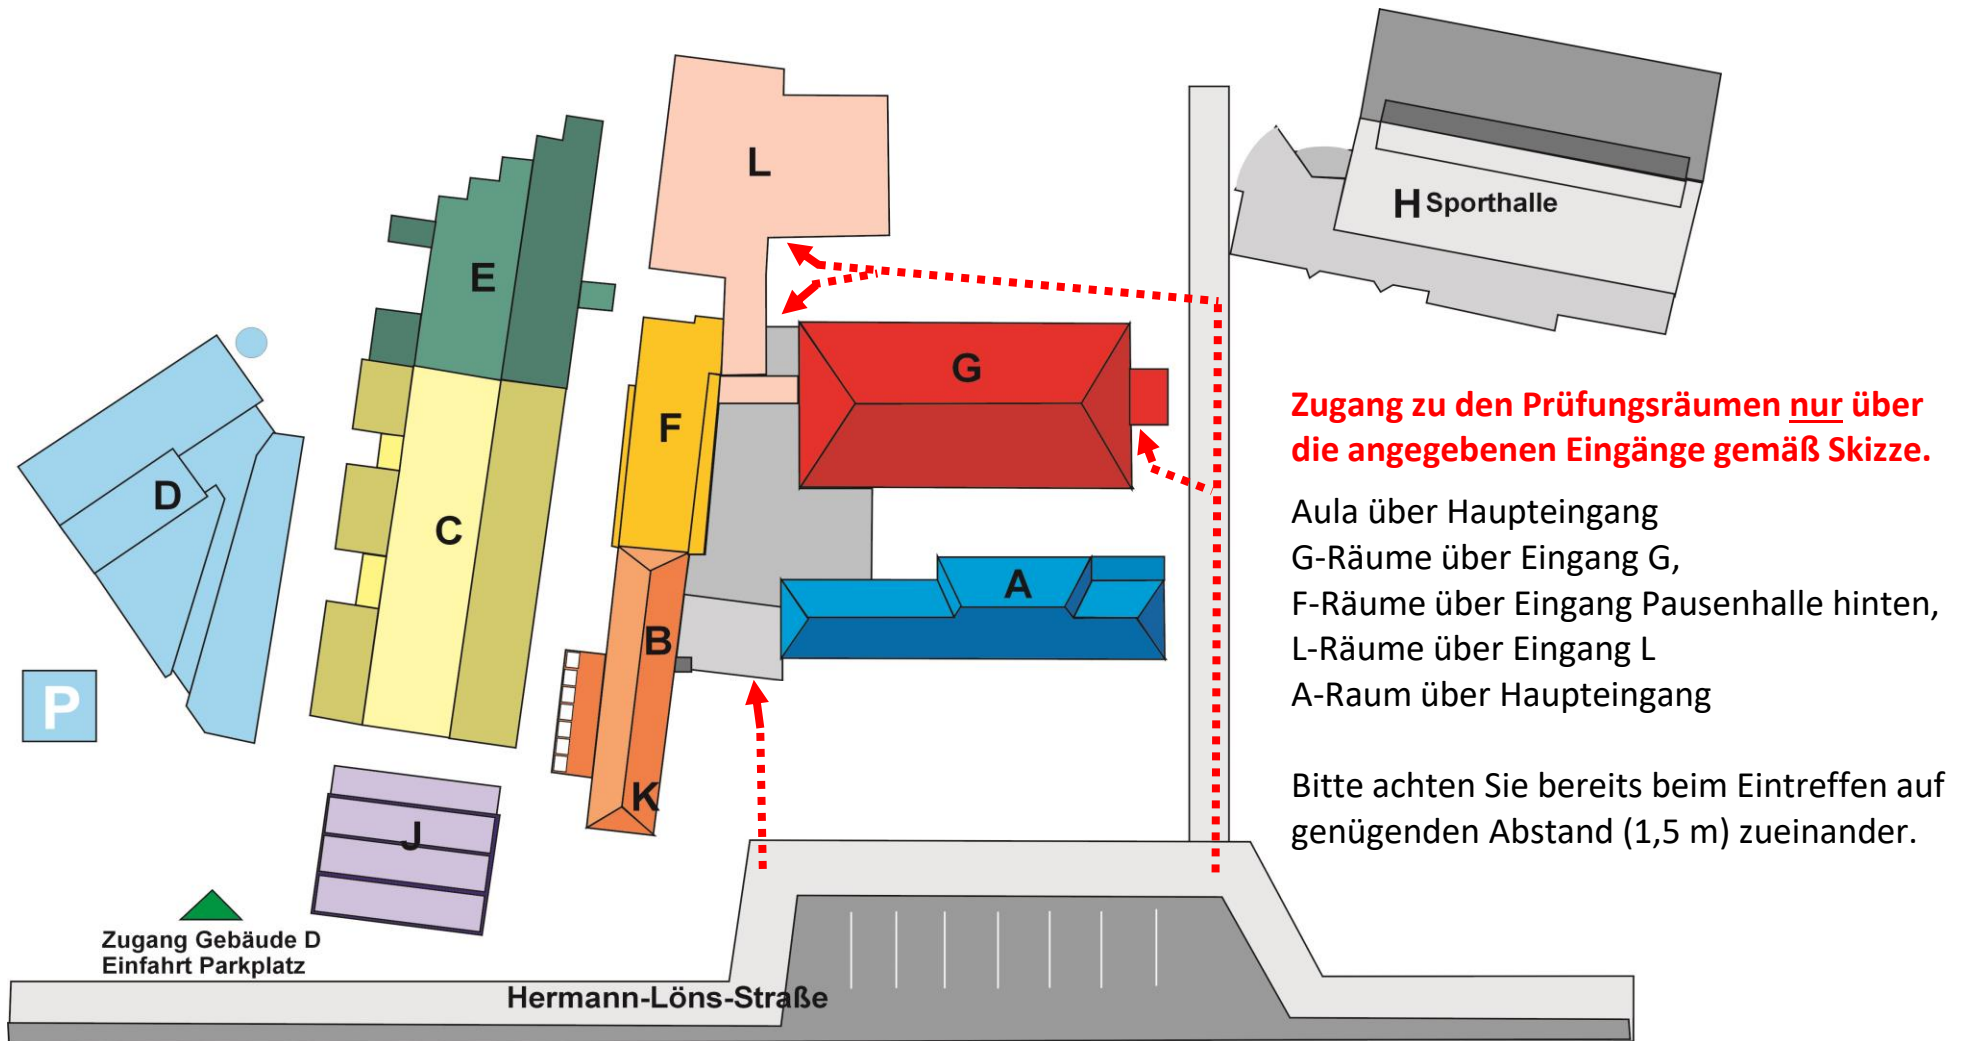 L
H Sporthalle
E
G
Zugang zu den Prüfungsräumen nur über
die angegebenen Eingänge gemäß Skizze.
F
D
C
Aula über Haupteingang
G-Räume über Eingang G,
A
F-Räume über Eingang Pausenhalle hinten,
B
L-Räume über Eingang L
A-Raum über Haupteingang
P
K
Bitte achten Sie bereits beim Eintreffen auf
genügenden Abstand (1,5 m) zueinander.
J
Zugang Gebäude D
Einfahrt Parkplatz
Hermann-Löns-Straße